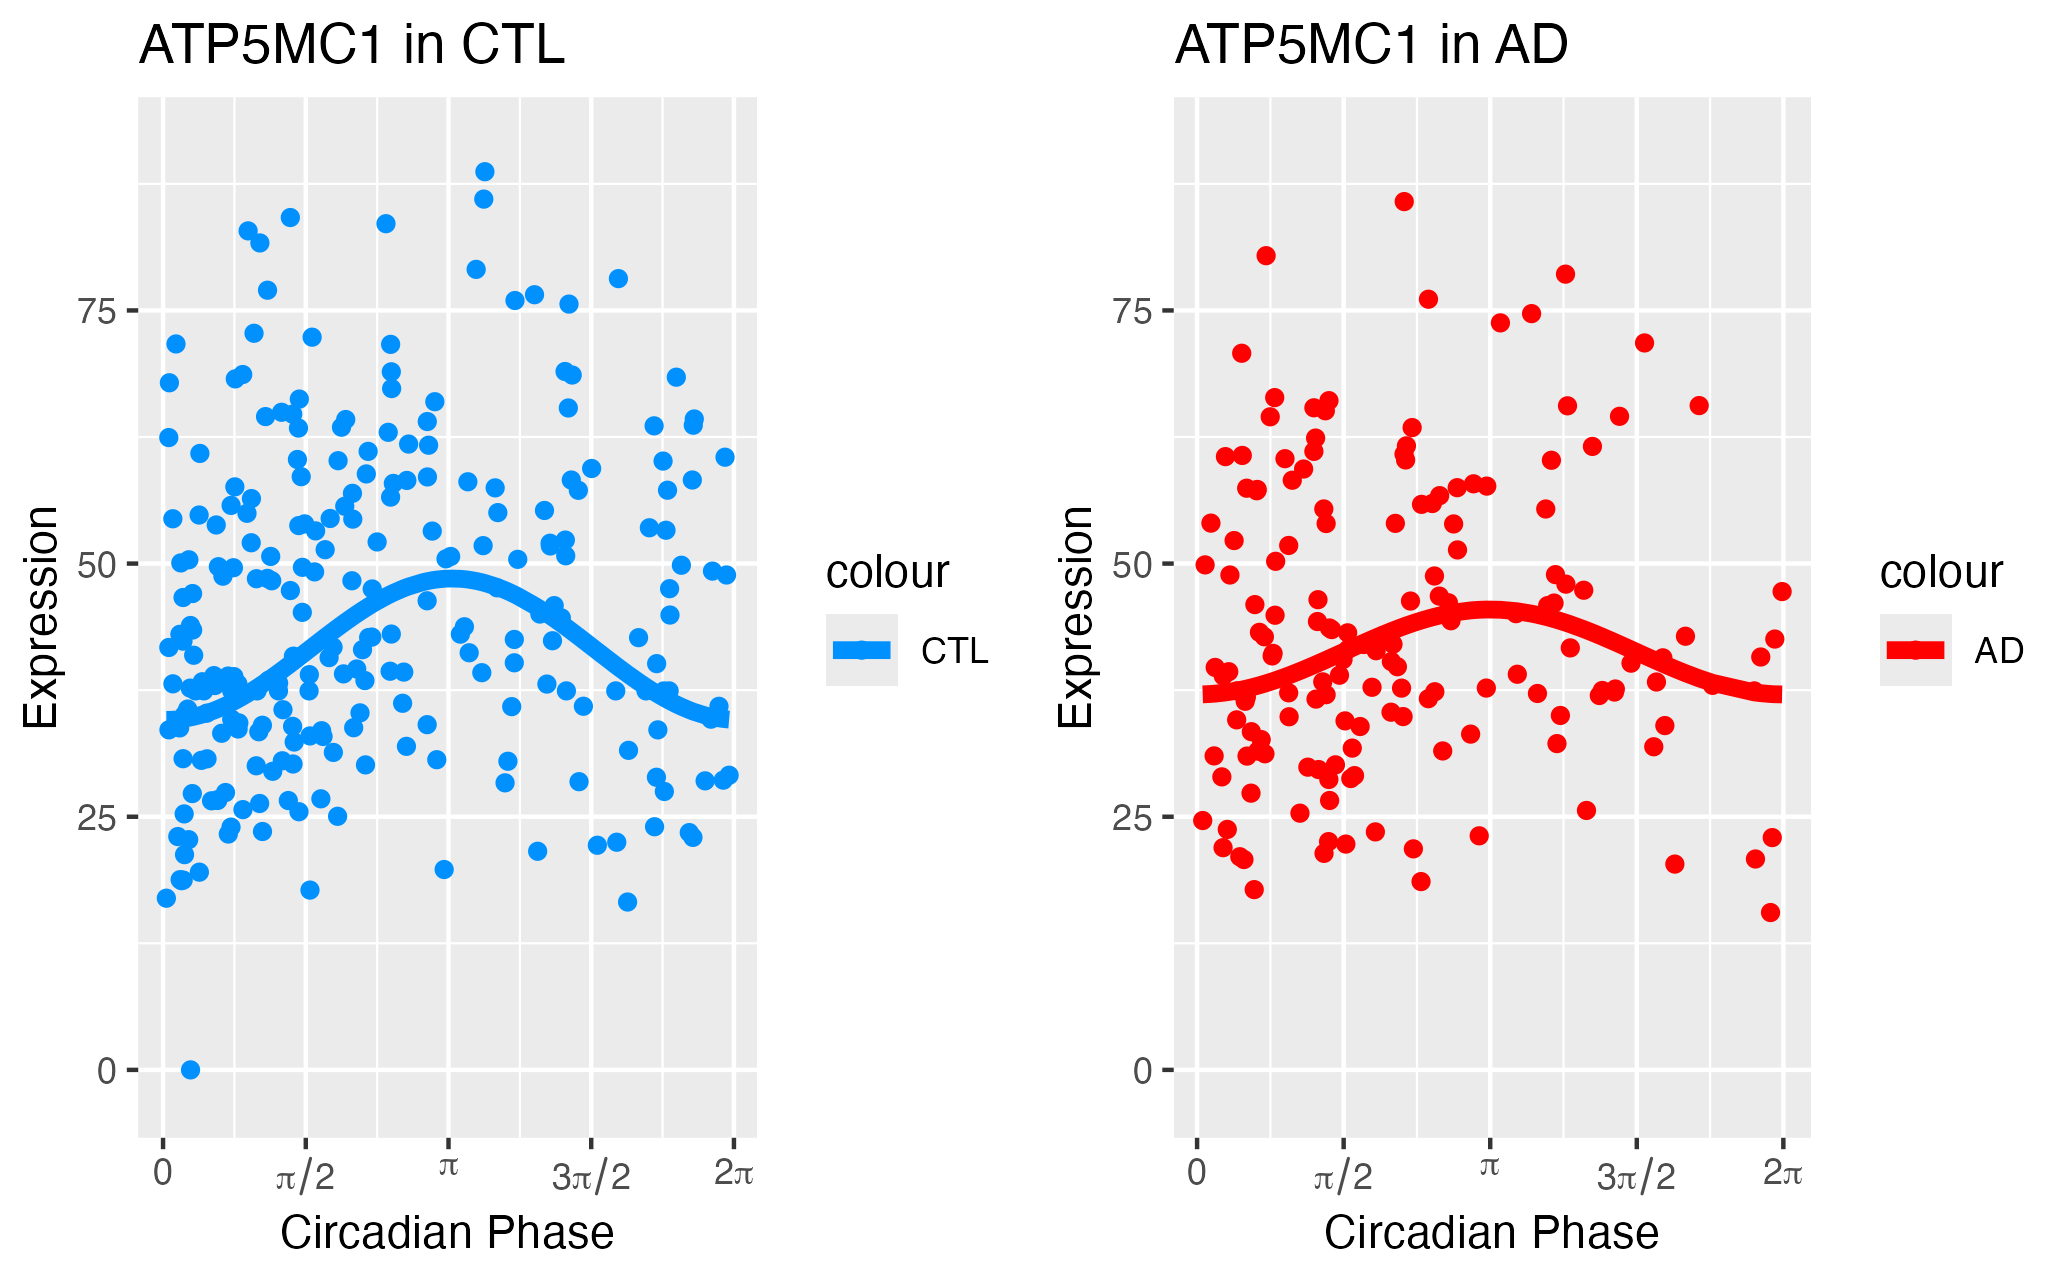 ATP5MC1 in CTL
Expression
75
50
25
0
0
π/2
π
3π/2
2π
Circadian Phase
colour
CTL
ATP5MC1 in AD
Expression
75
50
25
0
0
π/2
π
3π/2
2π
Circadian Phase
colour
AD